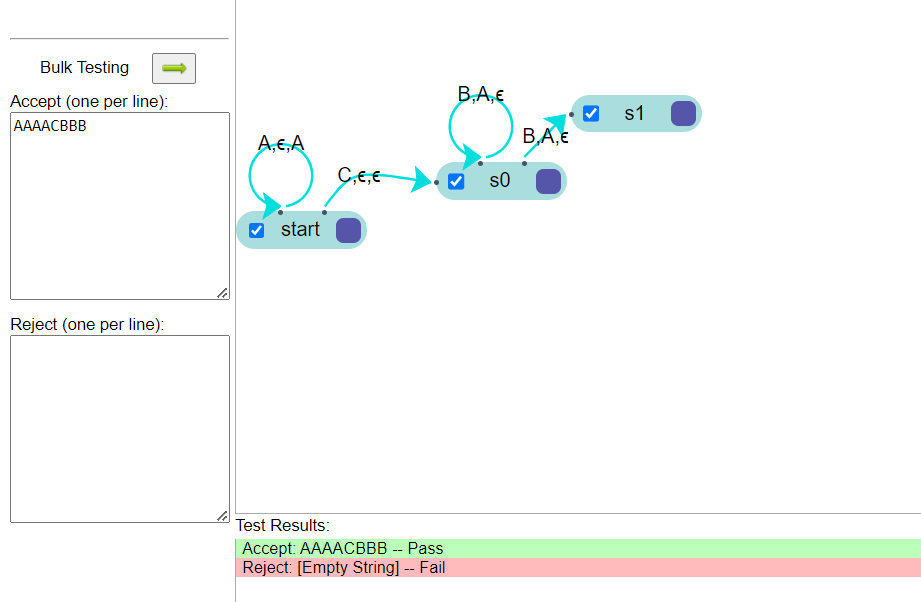 Bulk Testing
Accept (one per line):
AAAACBBB
Reject (one per line):
B,A,ϵ
s1
B,A,ϵ
A,ϵ,A
C,ϵ,ϵ
s0
start
Test Results:
Accept: AAAACBBB -- Pass
Reject: [Empty String] -- Fail